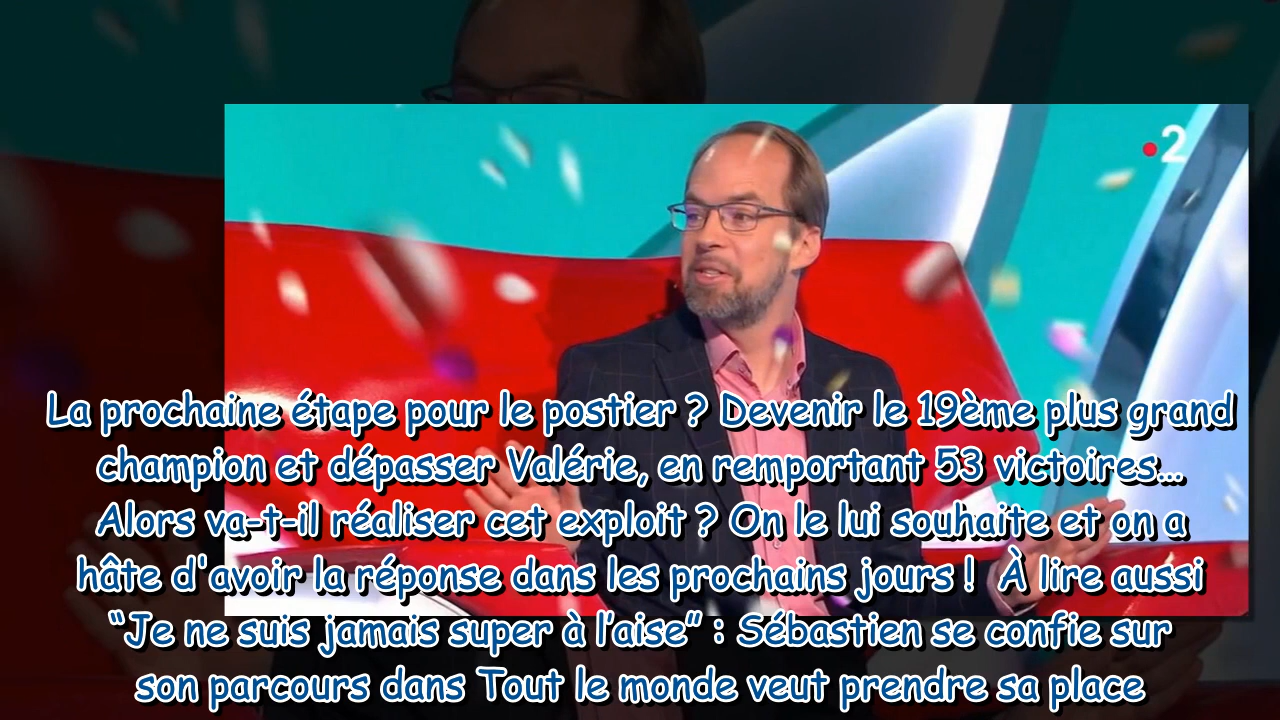 2
La prochaine étape pour le postier ? Devenir le 19ème plus grand
champion et dépasser Valérie, en remportant 53 victoires...
Alors va-t-il réaliser cet exploit ? On le lui souhaite et on a
hâte d'avoir la réponse dans les prochains jours !  À lire aussi
“Je ne suis jamais super à l’aise” : Sébastien se confie sur
son parcours dans Tout le monde veut prendre sa place